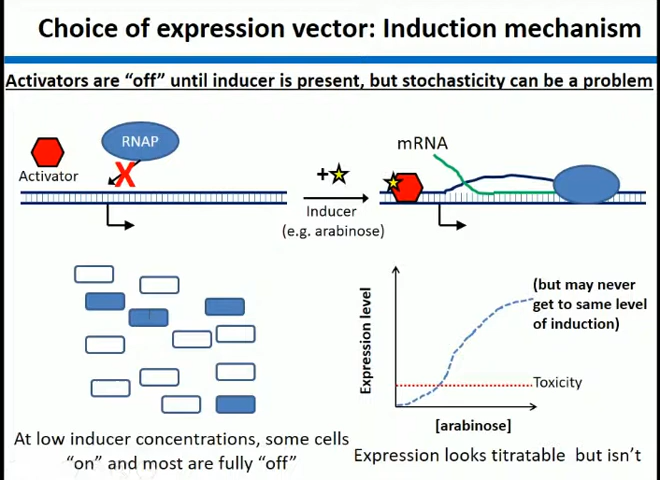 Choice of expression vector: Induction mechanism
Activators are "off" until inducer is present, but stochasticity can be a problem
RNAP
Activator
X
+
Inducer
(e.g. arabinose)
mRNA
Expression level
(but may never
get to same level
of induction)
Toxicity
[arabinose]
At low inducer concentrations, some cells
"on" and most are fully "off"
Expression looks titratable but isn't